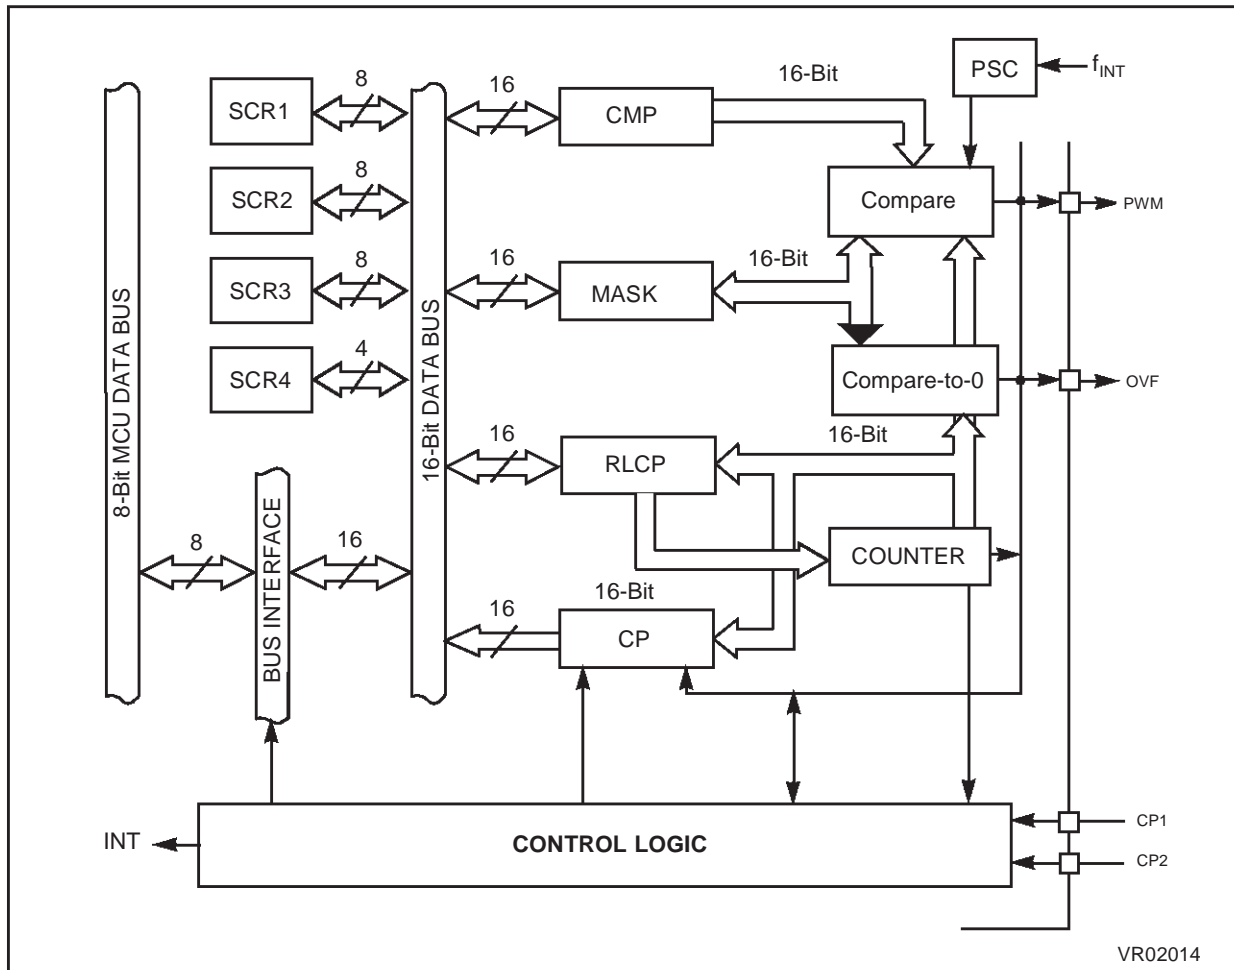 16-Bit
PSC
fINT
8
16
SCR1
CMP
8
SCR2
Compare
PWM
8
16
16-Bit
SCR3
MASK
8-Bit MCU DATA BUS
16-Bit DATA BUS
4
SCR4
Compare-to-0
OVF
16
16-Bit
RLCP
BUS INTERFACE
8
16
COUNTER
16
16-Bit
CP
INT
CONTROL LOGIC
CP1
CP2
VR02014